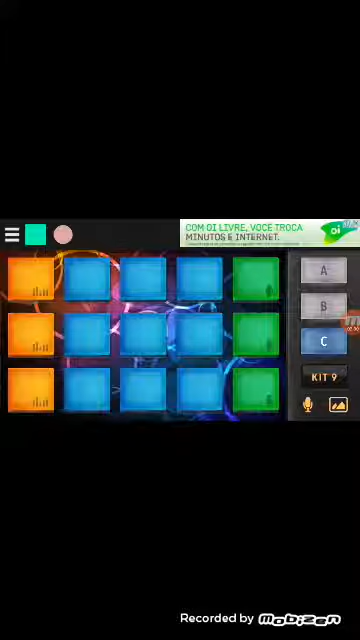 COM OI LIVRE, VOCÊ TROCA
MINUTOS E INTERNET.
oi
A
B
C
KIT 9
Recorded by mobizen